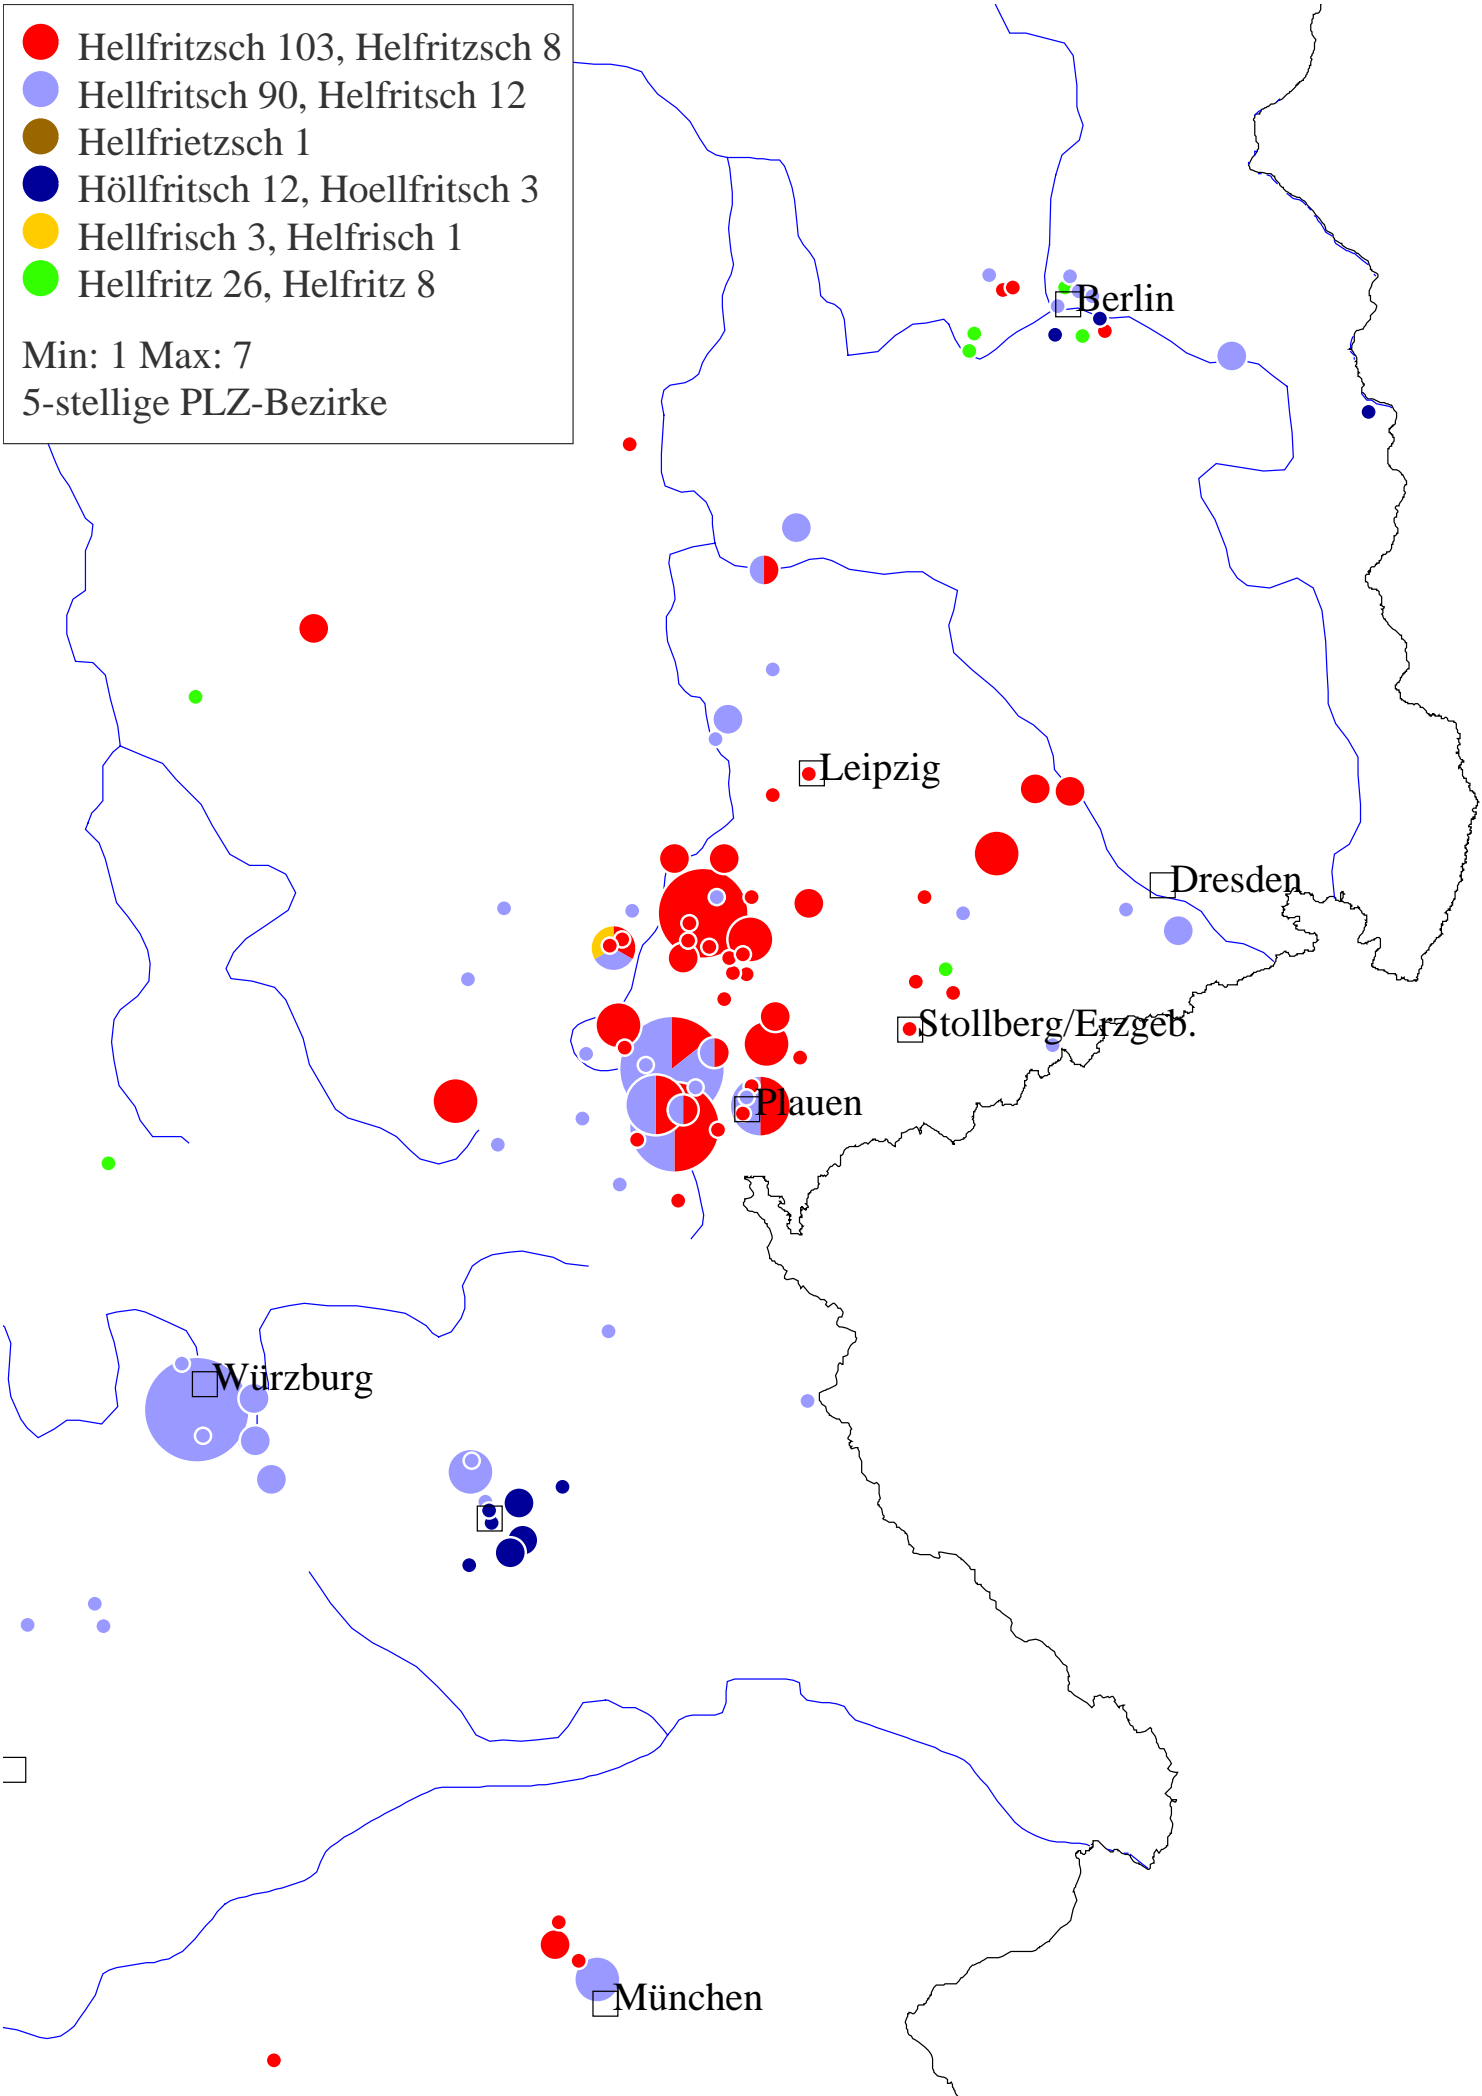 Hellfritzsch 103, Helfritzsch 8
Hellfritsch 90, Helfritsch 12
Hellfrietzsch 1
Höllfritsch 12, Hoellfritsch 3
Hellfrisch 3, Helfrisch 1
Hellfritz 26, Helfritz 8
Min: 1 Max: 7
5-stellige PLZ-Bezirke
Berlin
Leipzig
Dresden
Stollberg/Erzgeb.
Plauen
Würzburg
München